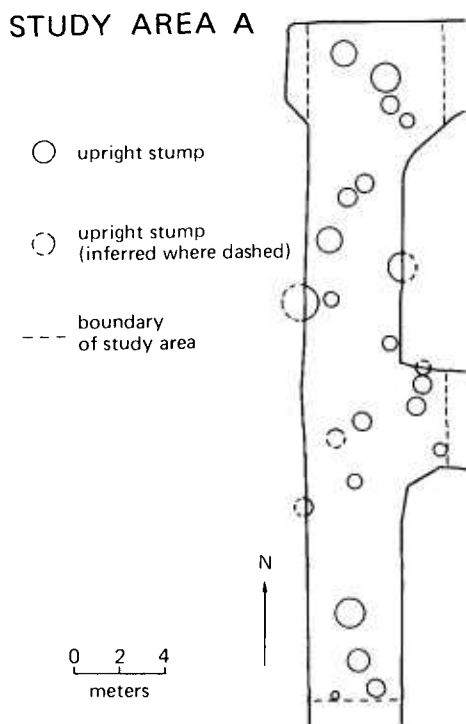 STUDY AREA A
upright stump
upright stump
(inferred where dashed)
boundary
of study area
N
0 2 4
meters